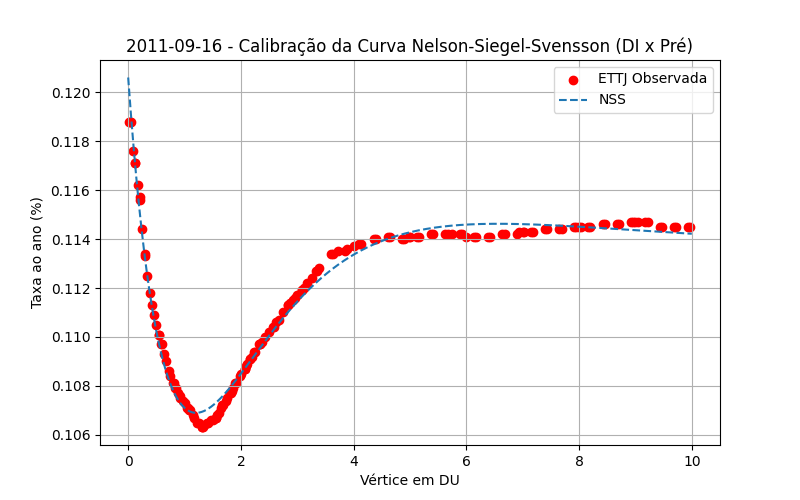 2011-09-16 - Calibração da Curva Nelson-Siegel-Svensson (DI x Pré)
ETTJ Observada
NSS
Taxa ao ano (%)
0.120
0.118
0.116
0.114
0.112
0.110
0.108
0.106
0 2 4 6 8 10
Vértice em DU